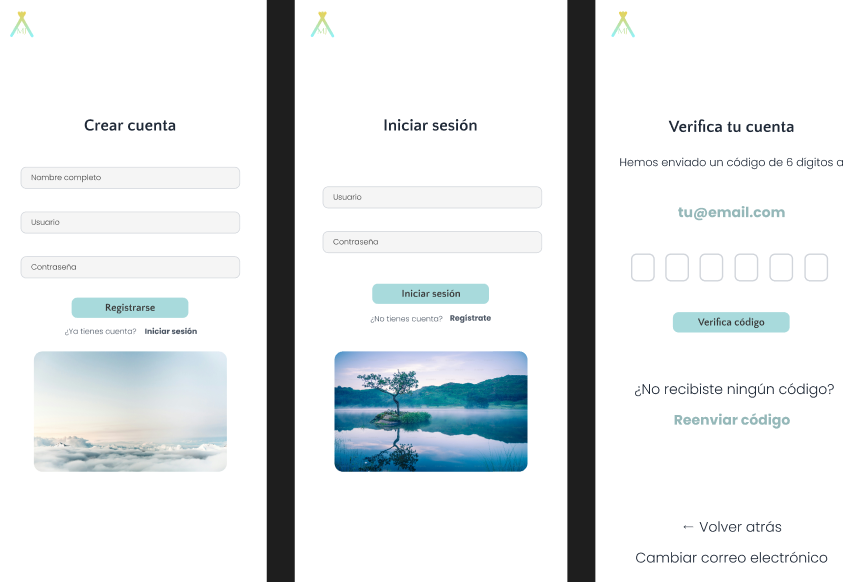 Crear cuenta
Nombre completo
Usuario
Contraseña
Registrarse
¿Ya tienes cuenta? Iniciar sesión
Iniciar sesión
Usuario
Contraseña
Iniciar sesión
¿No tienes cuenta? Regístrate
Verifica tu cuenta
Hemos enviado un código de 6 digitos a
tu@email.com
Verifica código
¿No recibiste ningún código?
Reenviar código
← Volver atrás
Cambiar correo electrónico